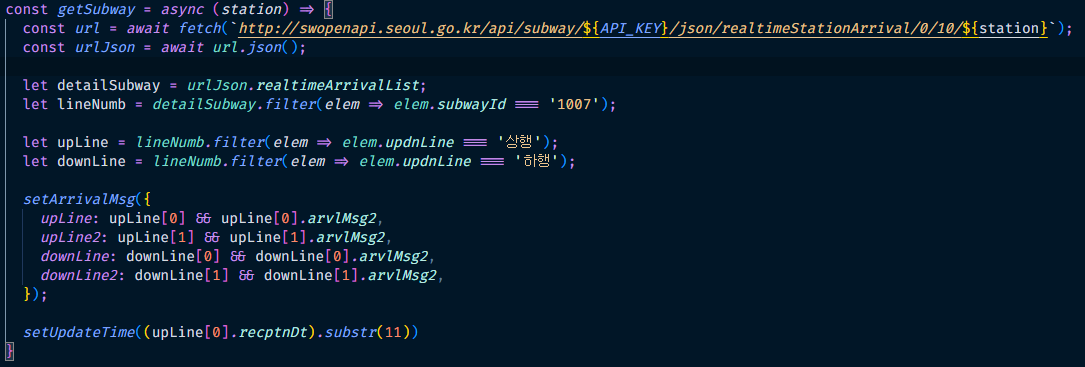 const getSubway = async (station) => {
  const url = await fetch(`http://swopenapi.seoul.go.kr/api/subway/${API_KEY}/json/realtimeStationArrival/0/10/${station}`);
  const urlJson = await url.json();
  let detailSubway = urlJson.realtimeArrivalList;
  let lineNumb = detailSubway.filter(elem => elem.subwayId === '1007');
  let upLine = lineNumb.filter(elem => elem.updnLine === '상행');
  let downLine = lineNumb.filter(elem => elem.updnLine === '하행');
  setArrivalMsg({
    upLine: upLine[0] && upLine[0].arvlMsg2,
    upLine2: upLine[1] && upLine[1].arvlMsg2,
    downLine: downLine[0] && downLine[0].arvlMsg2,
    downLine2: downLine[1] && downLine[1].arvlMsg2,
  });
  setUpdateTime((upLine[0].recptnDt).substr(11))
}